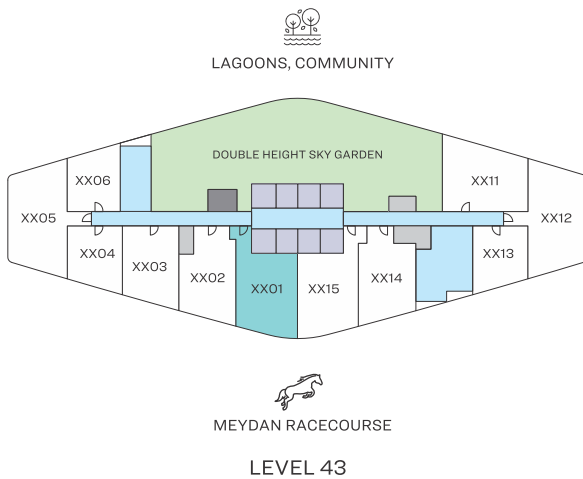 LAGOONS, COMMUNITY
DOUBLE HEIGHT SKY GARDEN
XX06
XX11
XX05
XX12
XX04
XX03
XX02
XX01
XX15
XX14
XX13
MEYDAN RACECOURSE
LEVEL 43